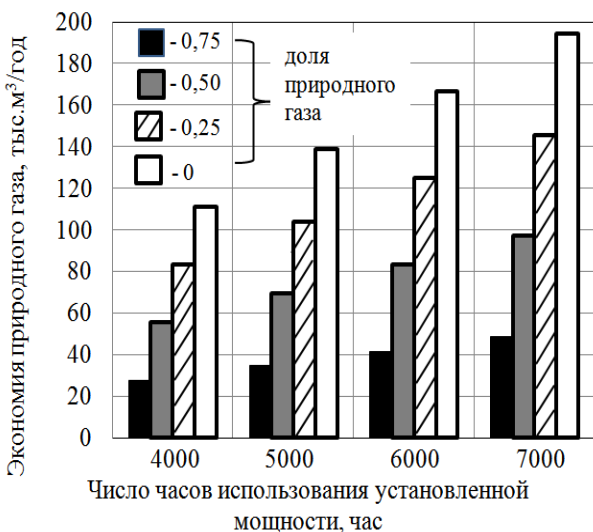 Экономия природного газа, тыс.м³/год
200
180
160
140
120
100
80
60
40
20
0
- 0,75
- 0,50
- 0,25
- 0
доля
природного
газа
4000 5000 6000 7000
Число часов использования установленной
мощности, час